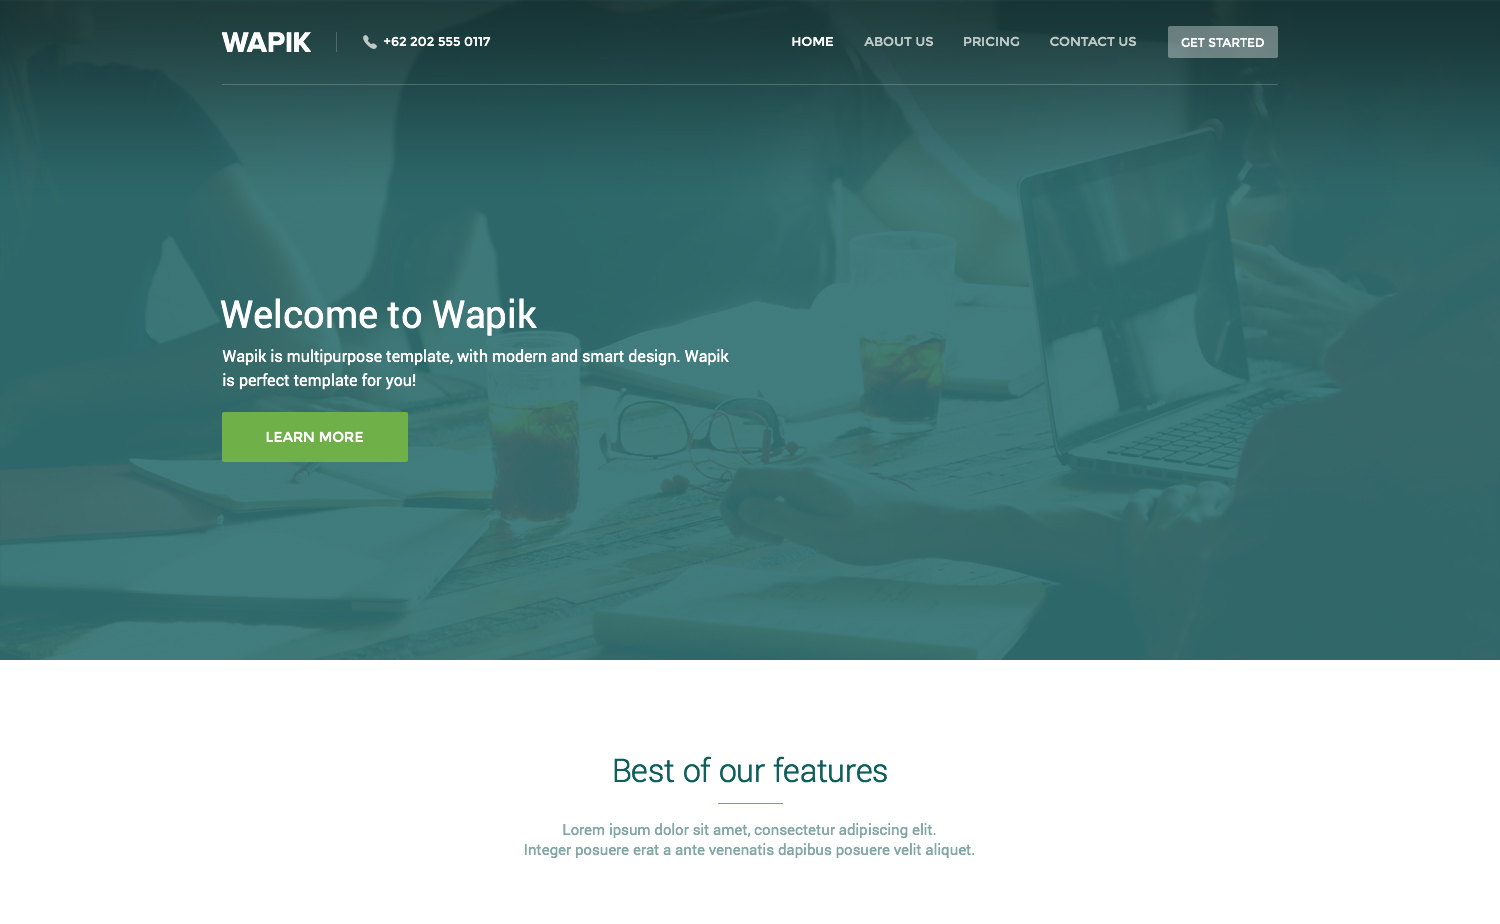 WAPIK
+62 202 555 0117
HOME
ABOUT US
PRICING
CONTACT US
GET STARTED
Welcome to Wapik
Wapik is multipurpose template, with modern and smart design. Wapik
is perfect template for you!
LEARN MORE
Best of our features
Lorem ipsum dolor sit amet, consectetur adipiscing elit.
Integer posuere erat a ante venenatis dapibus posuere velit aliquet.